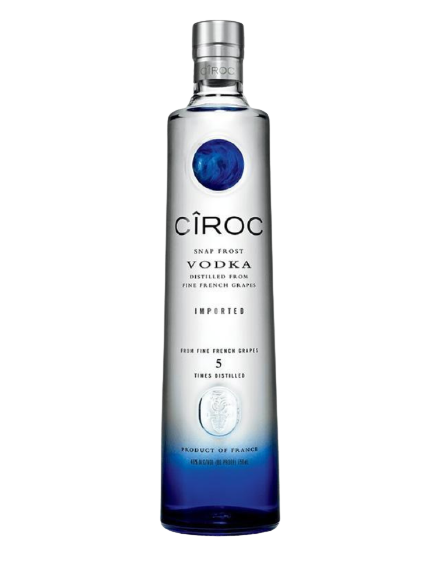 CÎROC
CÎROC
SNAP FROST
VODKA
DISTILLED FROM
FINE FRENCH GRAPES
IMPORTED
FROM FINE FRENCH GRAPES
5
TIMES DISTILLED
PRODUCT OF FRANCE